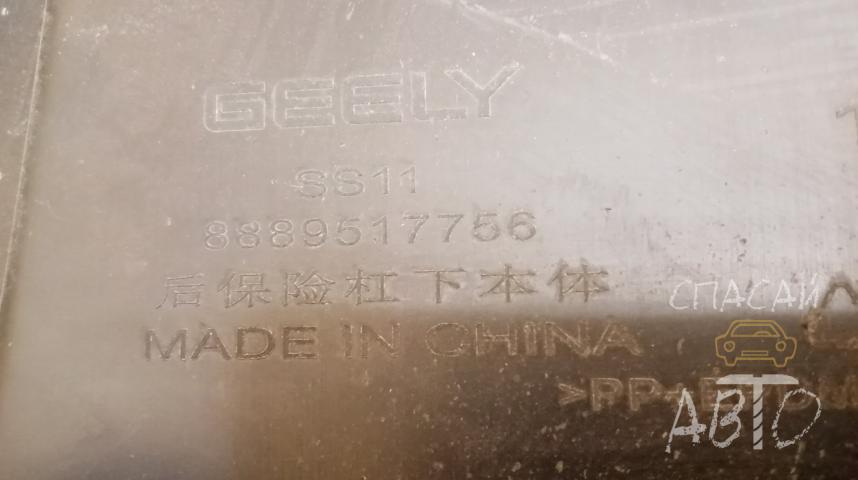 GEELY
SS11
8889517756
后保险杠下本体
MADE IN CHINA
>PP+E
СПАСАЙ
АВТО